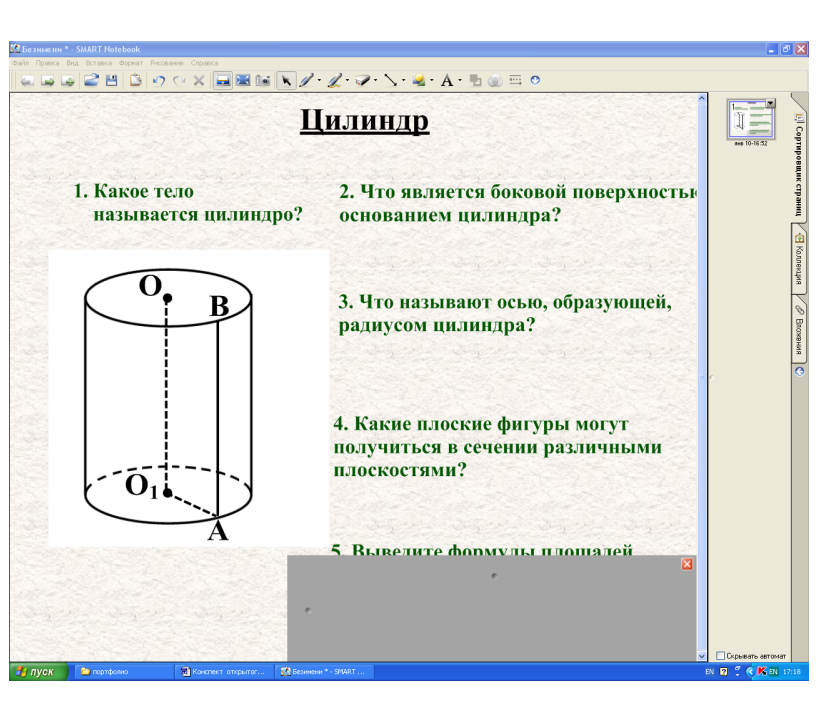 Безимени * - SMART Notebook
Файл Правка Вид Вставка Формат Рисование Справка
Цилиндр
1. Какое тело
называется цилиндро?
2. Что является боковой поверхностью
основанием цилиндра?
3. Что называют осью, образующей,
радиусом цилиндра?
4. Какие плоские фигуры могут
получиться в сечении различными
плоскостями?
5. Выведите формулы площадей
O
B
O1
A
янв 10-16:52
Сортировщик страниц
Коллекция
Вложения
Скрывать автомат
пуск
портфолио
Конспект открытог...
Безимени * - SMART ...
EN
EN
17:18